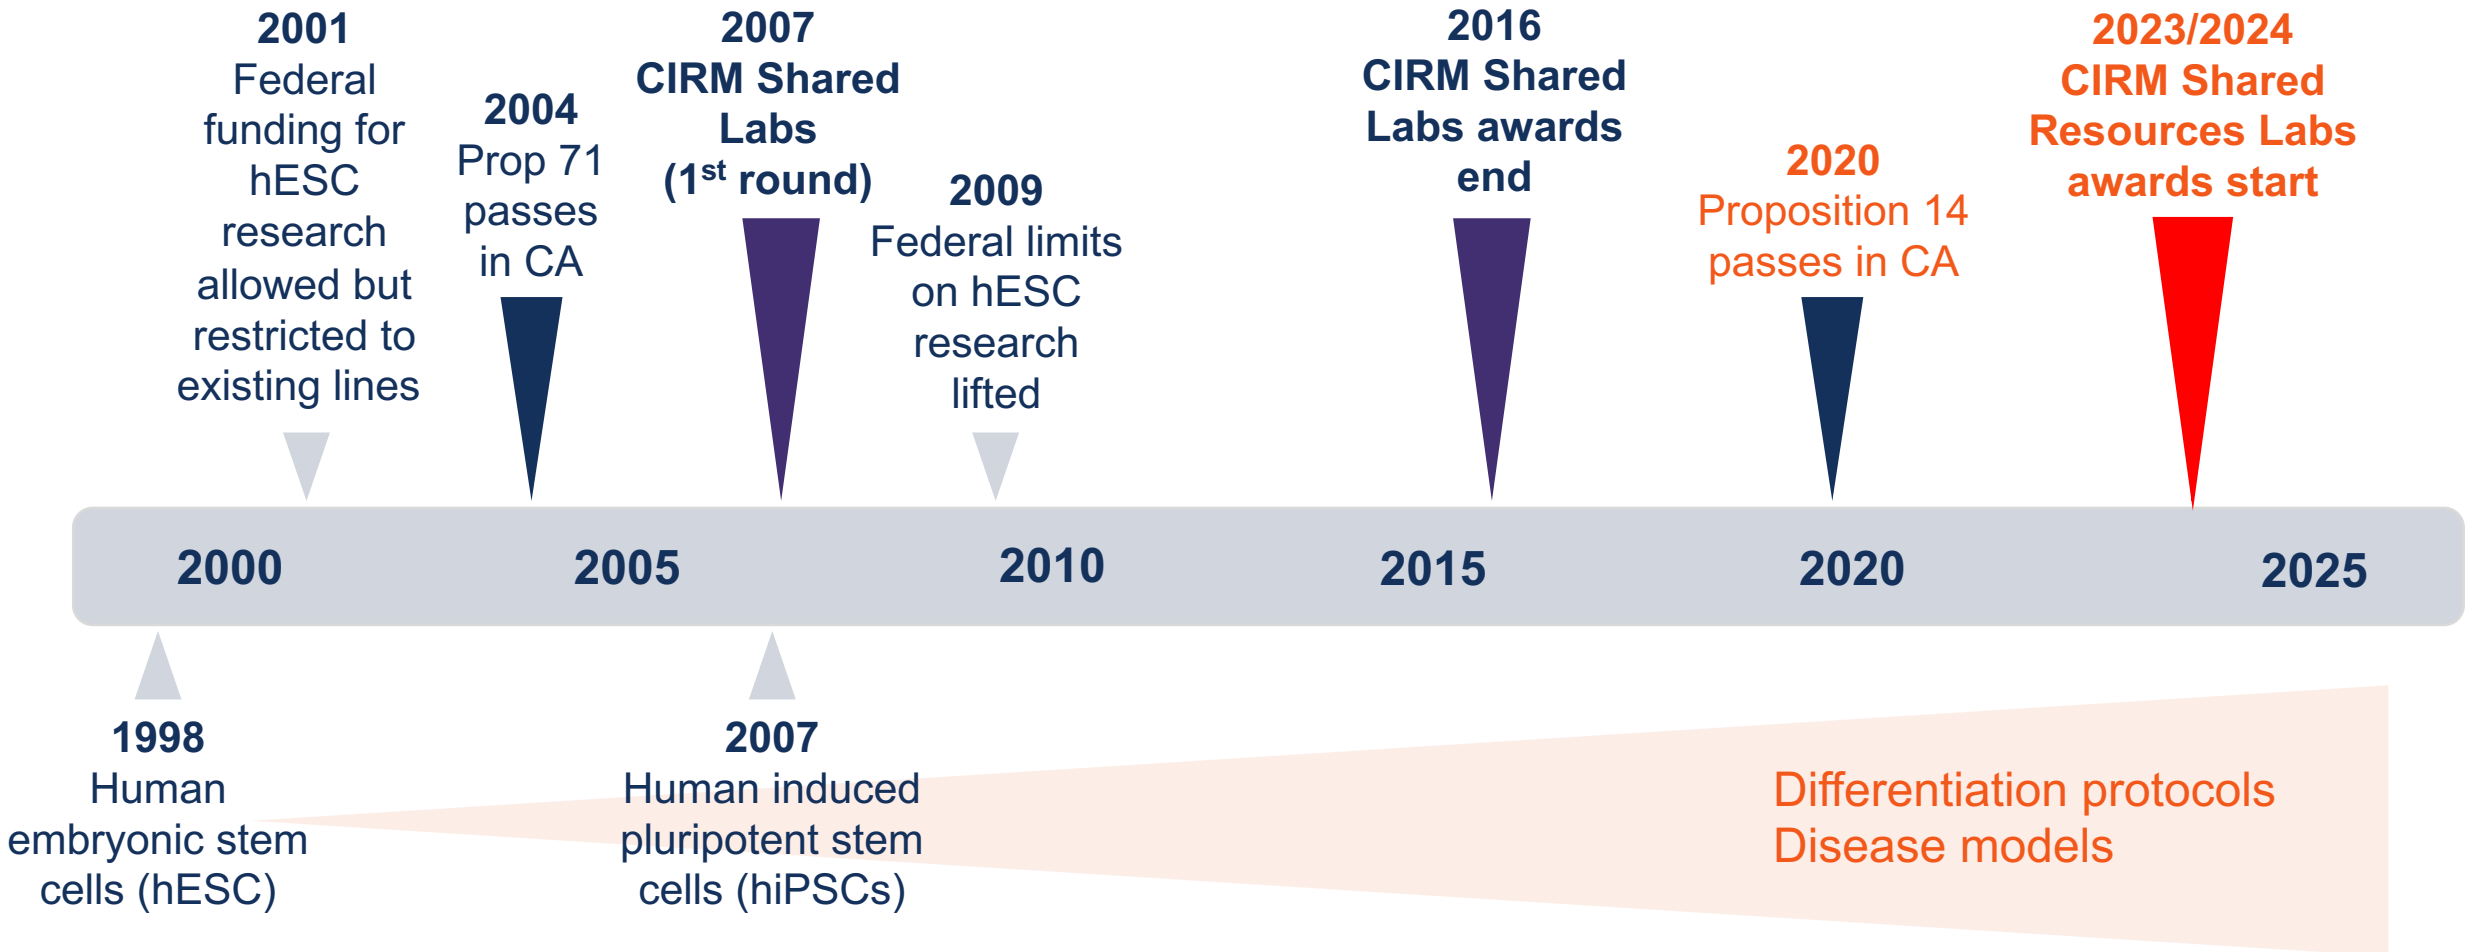 2001
Federal
funding for
hESC
research
allowed but
restricted to
existing lines
2004
Prop 71
passes
in CA
2007
CIRM Shared
Labs
(1st round)
2009
Federal limits
on hESC
research
lifted
2016
CIRM Shared
Labs awards
end
2020
Proposition 14
passes in CA
2023/2024
CIRM Shared
Resources Labs
awards start
2000
2005
2010
2015
2020
2025
1998
Human
embryonic stem
cells (hESC)
2007
Human induced
pluripotent stem
cells (hiPSCs)
Differentiation protocols
Disease models